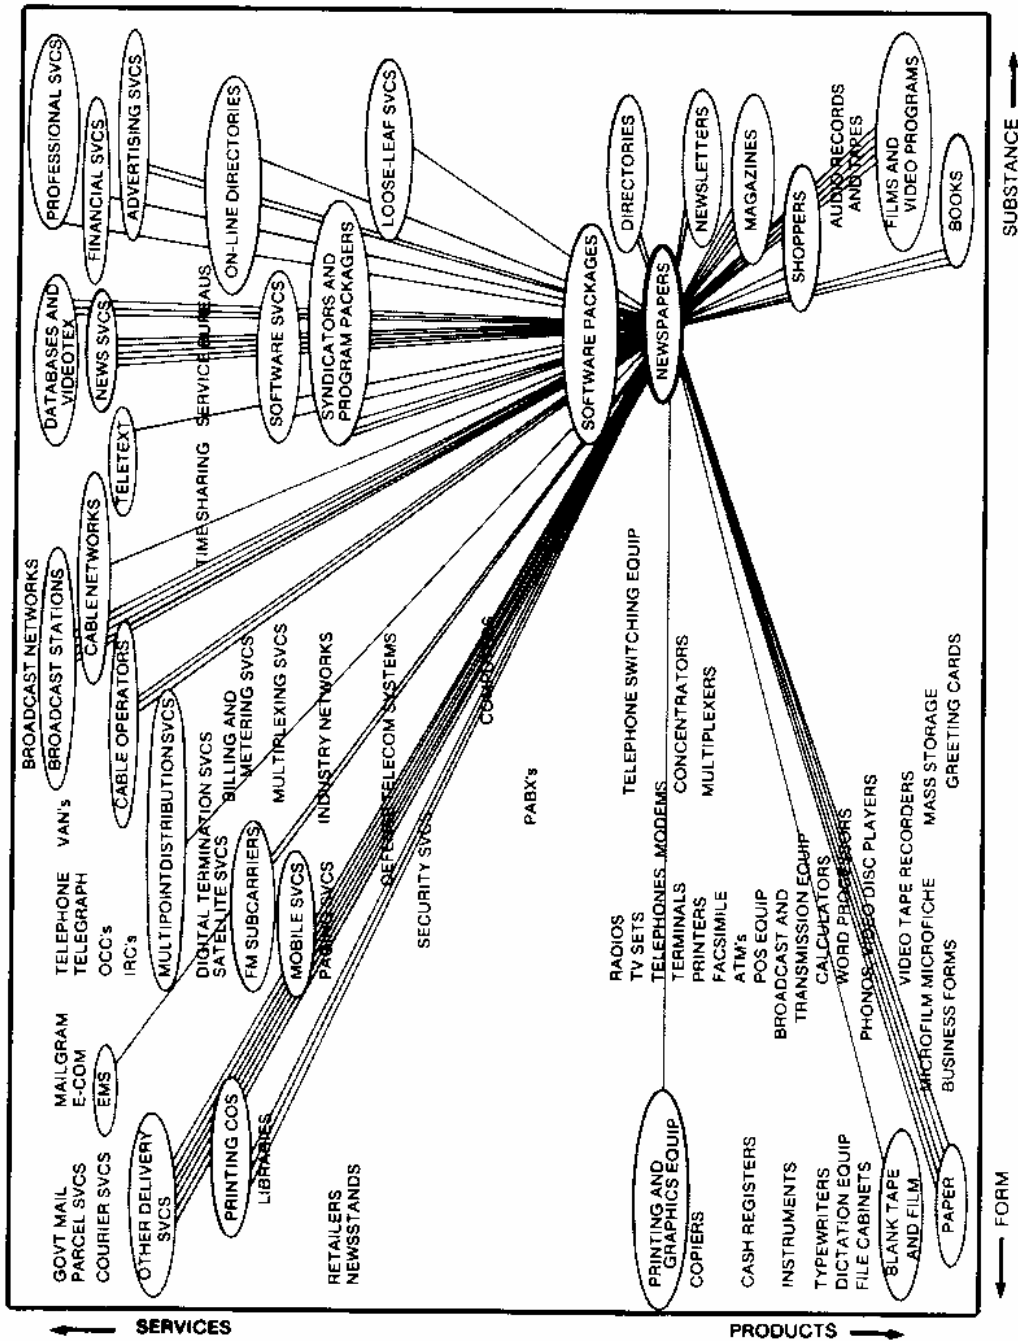 GOVT MAIL
PARCEL SVCS
COURIER SVCS
OTHER DELIVERY
SVCS
PRINTING COS
LIBRARIES
RETAILERS
NEWSSTANDS
MAILGRAM
E-COM
EMS
TELEPHONE
TELEGRAPH
OCC's
IRC's
VAN's
MULTIPOINT DISTRIBUTION SVCS
DIGITAL TERMINATION SVCS
SATELLITE SVCS
FM SUBCARRIERS
MOBILE SVCS
PAGING SVCS
BILLING AND
METERING SVCS
MULTIPLEXING SVCS
INDUSTRY NETWORKS
DEFENSE TELECOM SYSTEMS
SECURITY SVCS
PABX's
BROADCAST NETWORKS
BROADCAST STATIONS
CABLE NETWORKS
CABLE OPERATORS
TELETEXT
TIME SHARING
SERVICE BUREAUS
DATABASES AND
VIDEOTEX
NEWS SVCS
SOFTWARE SVCS
SYNDICATORS AND
PROGRAM PACKAGERS
PROFESSIONAL SVCS
FINANCIAL SVCS
ADVERTISING SVCS
ON-LINE DIRECTORIES
LOOSE-LEAF SVCS
SOFTWARE PACKAGES
DIRECTORIES
NEWSPAPERS
NEWSLETTERS
MAGAZINES
SHOPPERS
AUDIO RECORDS
AND TAPES
FILMS AND
VIDEO PROGRAMS
BOOKS
TELEPHONE SWITCHING EQUIP
CONCENTRATORS
MULTIPLEXERS
RADIOS
TV SETS
TELEPHONES
MODEMS
TERMINALS
PRINTERS
FACSIMILE
ATM's
POS EQUIP
BROADCAST AND
TRANSMISSION EQUIP
CALCULATORS
WORD PROCESSORS
PHONOS, VIDEO DISC PLAYERS
VIDEO TAPE RECORDERS
MICROFILM MICROFICHE
MASS STORAGE
BUSINESS FORMS
GREETING CARDS
PRINTING AND
GRAPHICS EQUIP
COPIERS
CASH REGISTERS
INSTRUMENTS
TYPEWRITERS
DICTATION EQUIP
FILE CABINETS
BLANK TAPE
AND FILM
PAPER
SERVICES
PRODUCTS
FORM
SUBSTANCE